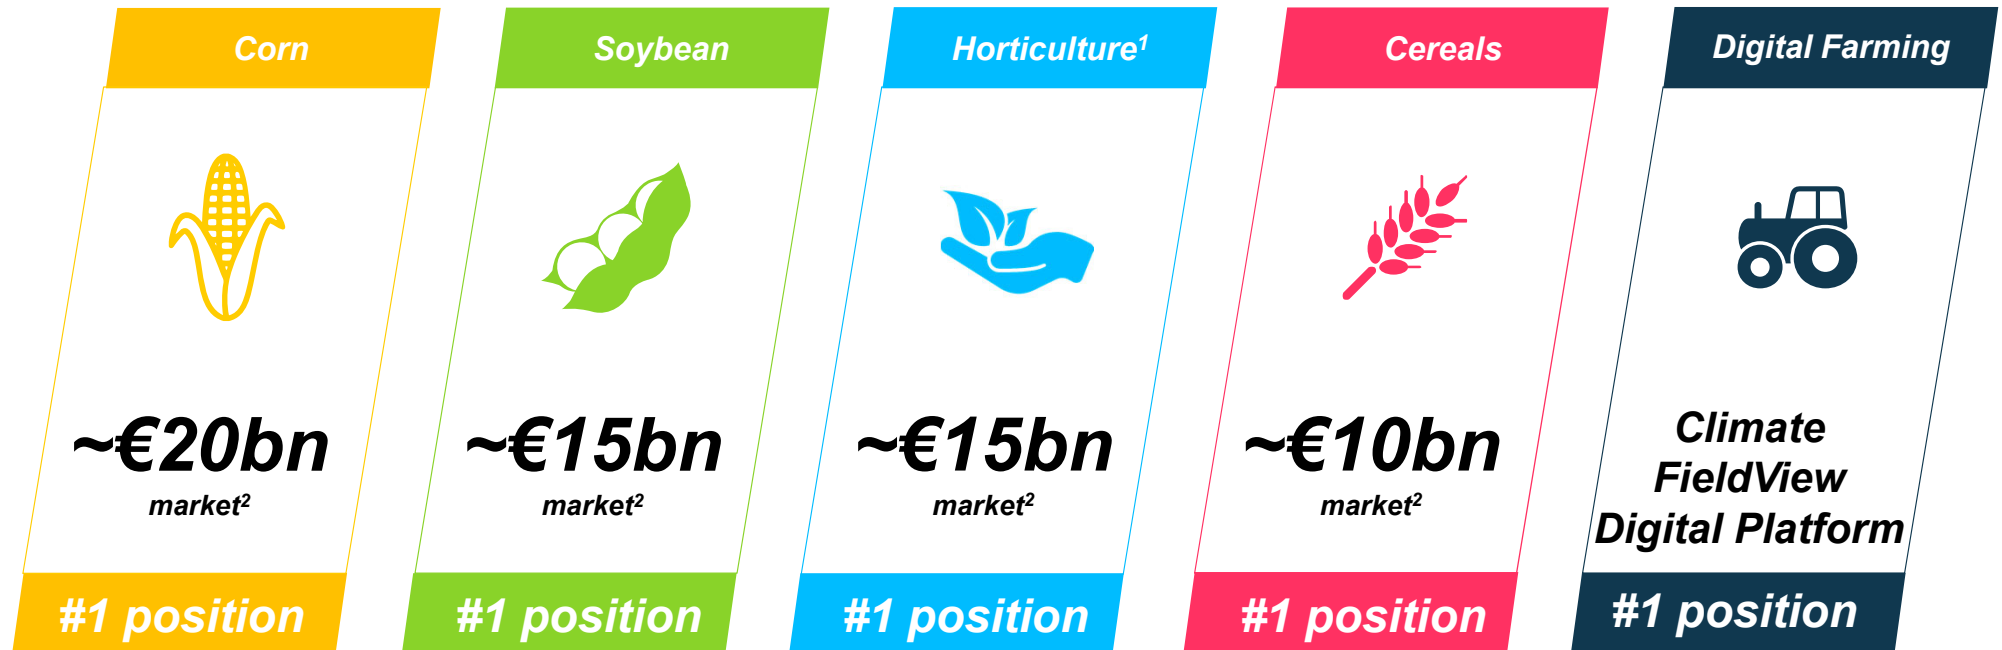 Corn
~€20bn
market²
#1 position
Soybean
~€15bn
market²
#1 position
Horticulture¹
~€15bn
market²
#1 position
Cereals
~€10bn
market²
#1 position
Digital Farming
Climate
FieldView
Digital Platform
#1 position